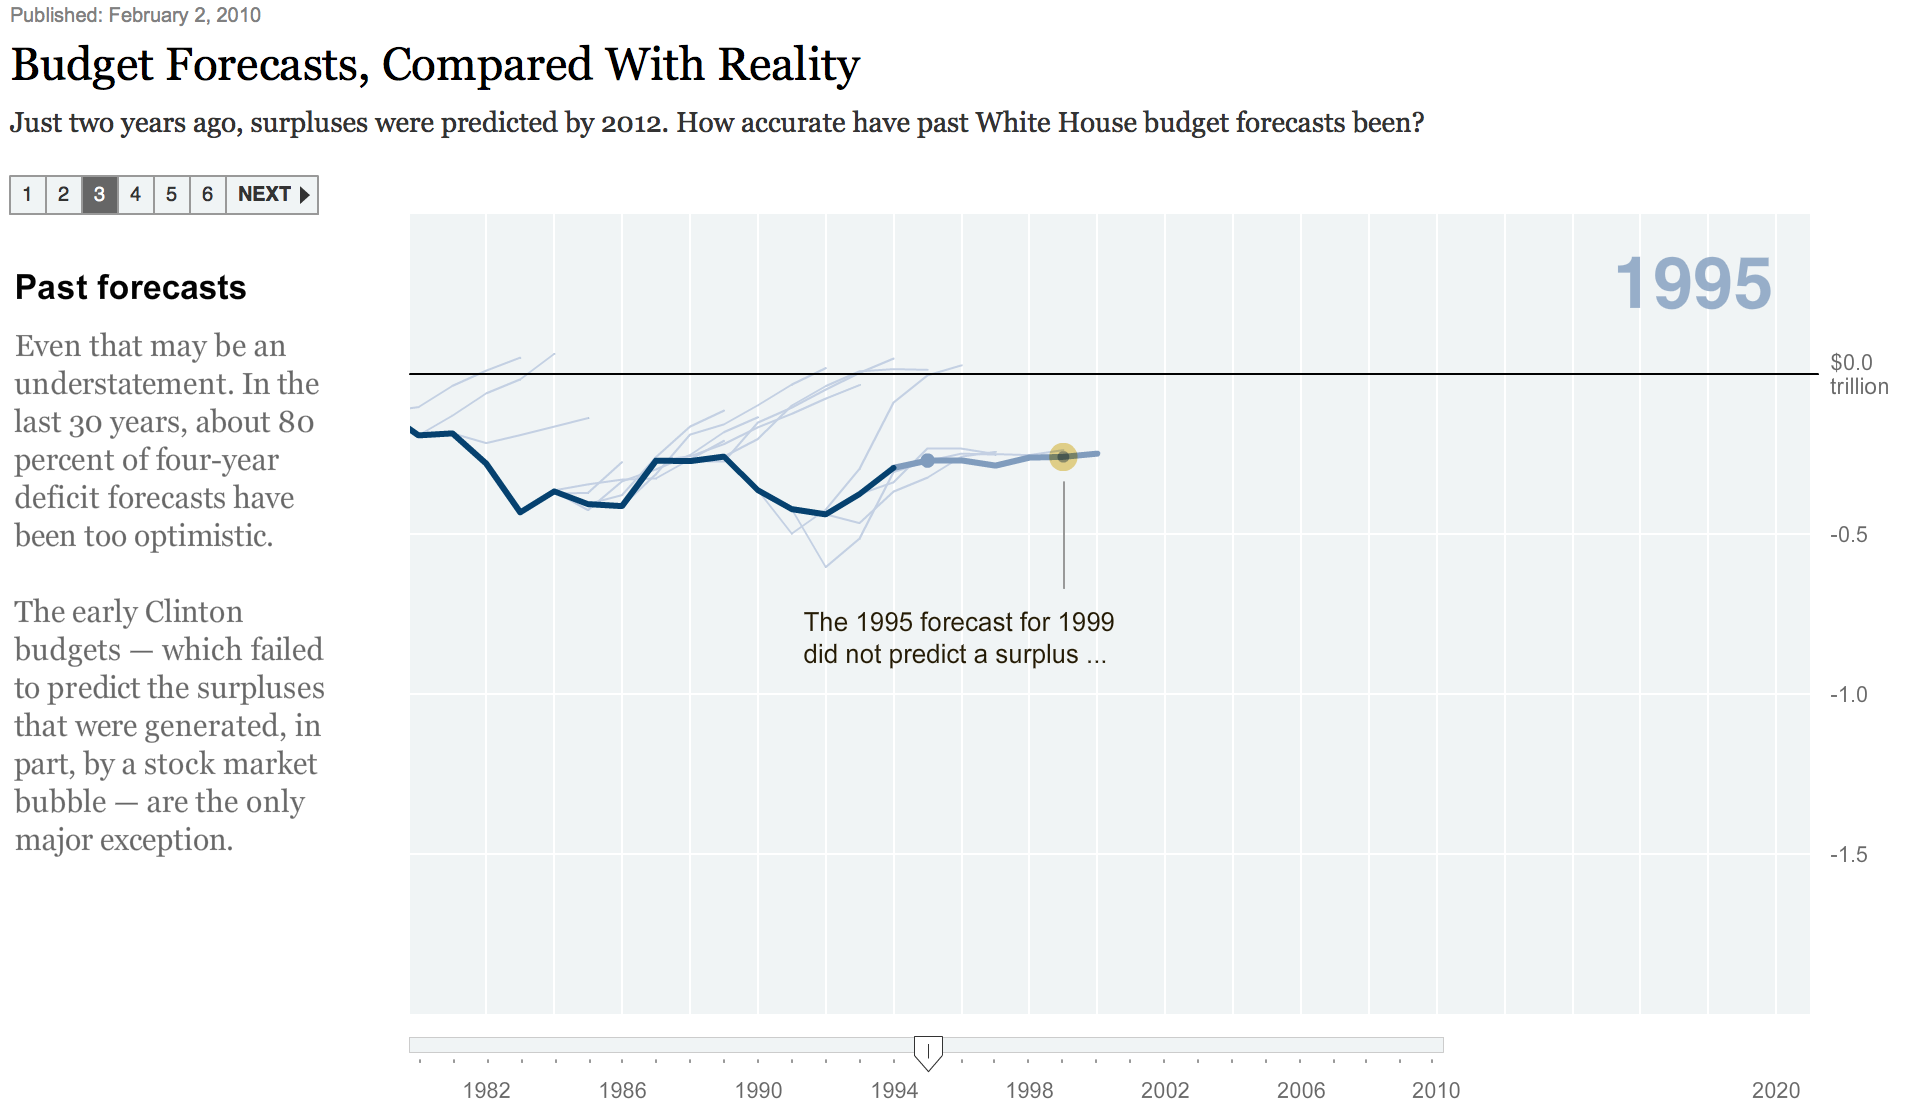 Published: February 2, 2010
Budget Forecasts, Compared With Reality
Just two years ago, surpluses were predicted by 2012. How accurate have past White House budget forecasts been?
1 2 3 4 5 6 NEXT
Past forecasts
Even that may be an
understatement. In the
last 30 years, about 80
percent of four-year
deficit forecasts have
been too optimistic.
The early Clinton
budgets — which failed
to predict the surpluses
that were generated, in
part, by a stock market
bubble — are the only
major exception.
1995
$0.0
trillion
-0.5
The 1995 forecast for 1999
did not predict a surplus ...
-1.0
-1.5
1982 1986 1990 1994 1998 2002 2006 2010 2020